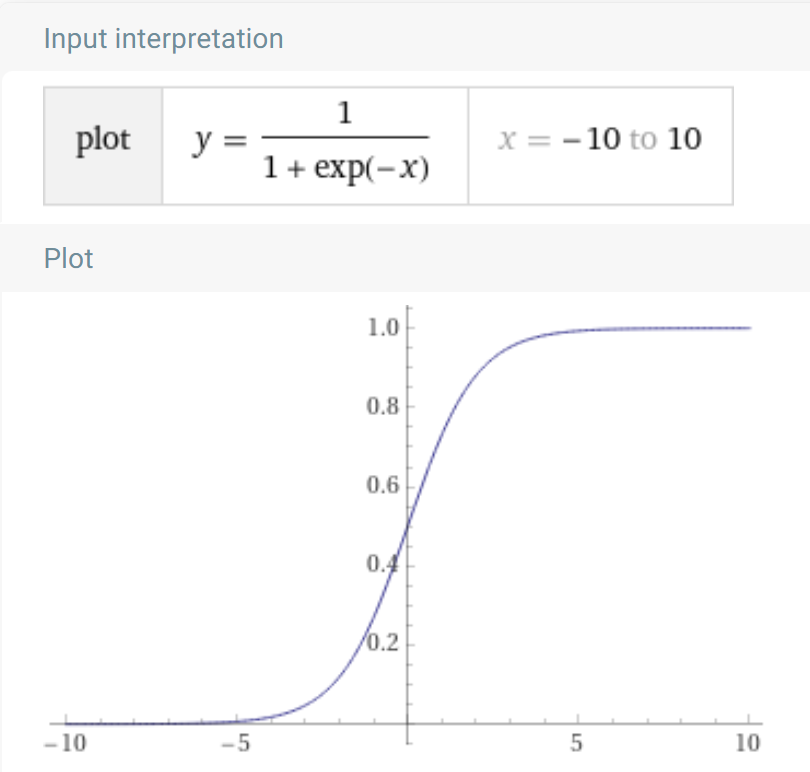 Input interpretation
plot y = 1 / 1 + exp(−x) x = −10 to 10
Plot
1.0
0.8
0.6
0.4
0.2
−10 −5 5 10